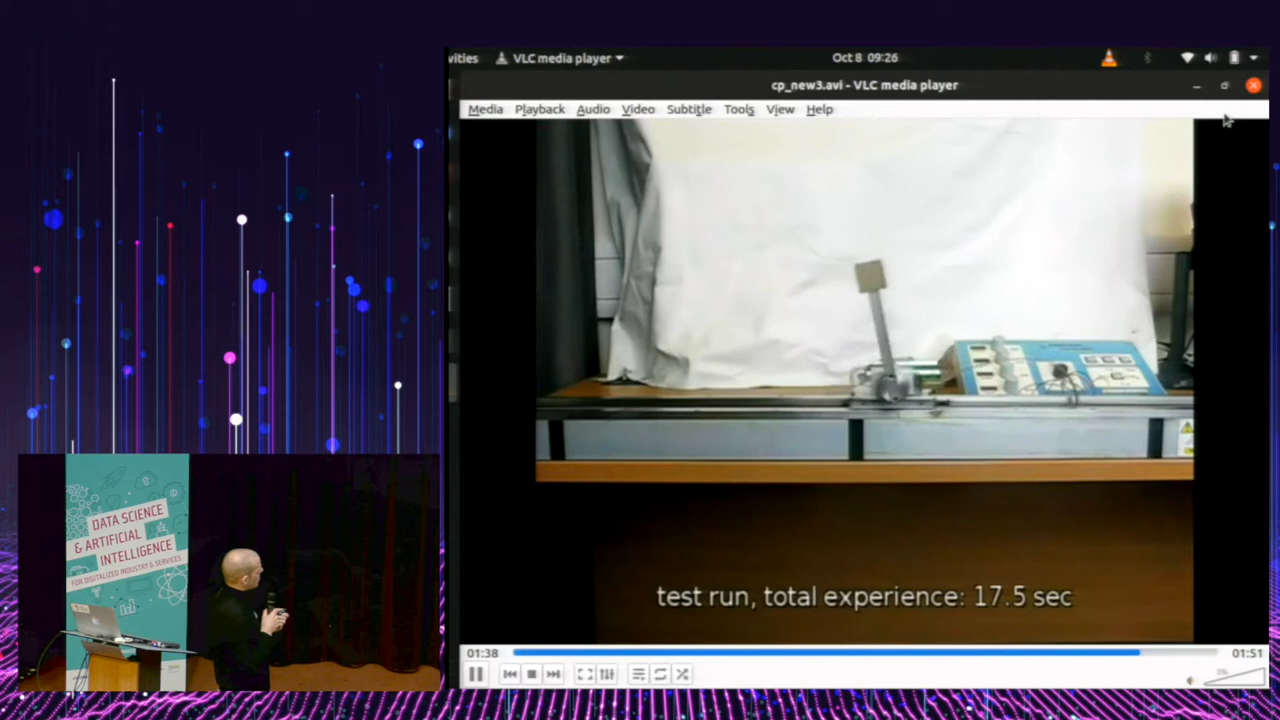 vities
VLC media player
Oct 8 09:26
cp_new3.avi - VLC media player
Media Playback Audio Video Subtitle Tools View Help
test run, total experience: 17.5 sec
01:38
01:51
0%
DATA SCIENCE
& ARTIFICIAL
INTELLIGENCE
FOR DIGITALIZED INDUSTRY & SERVICES